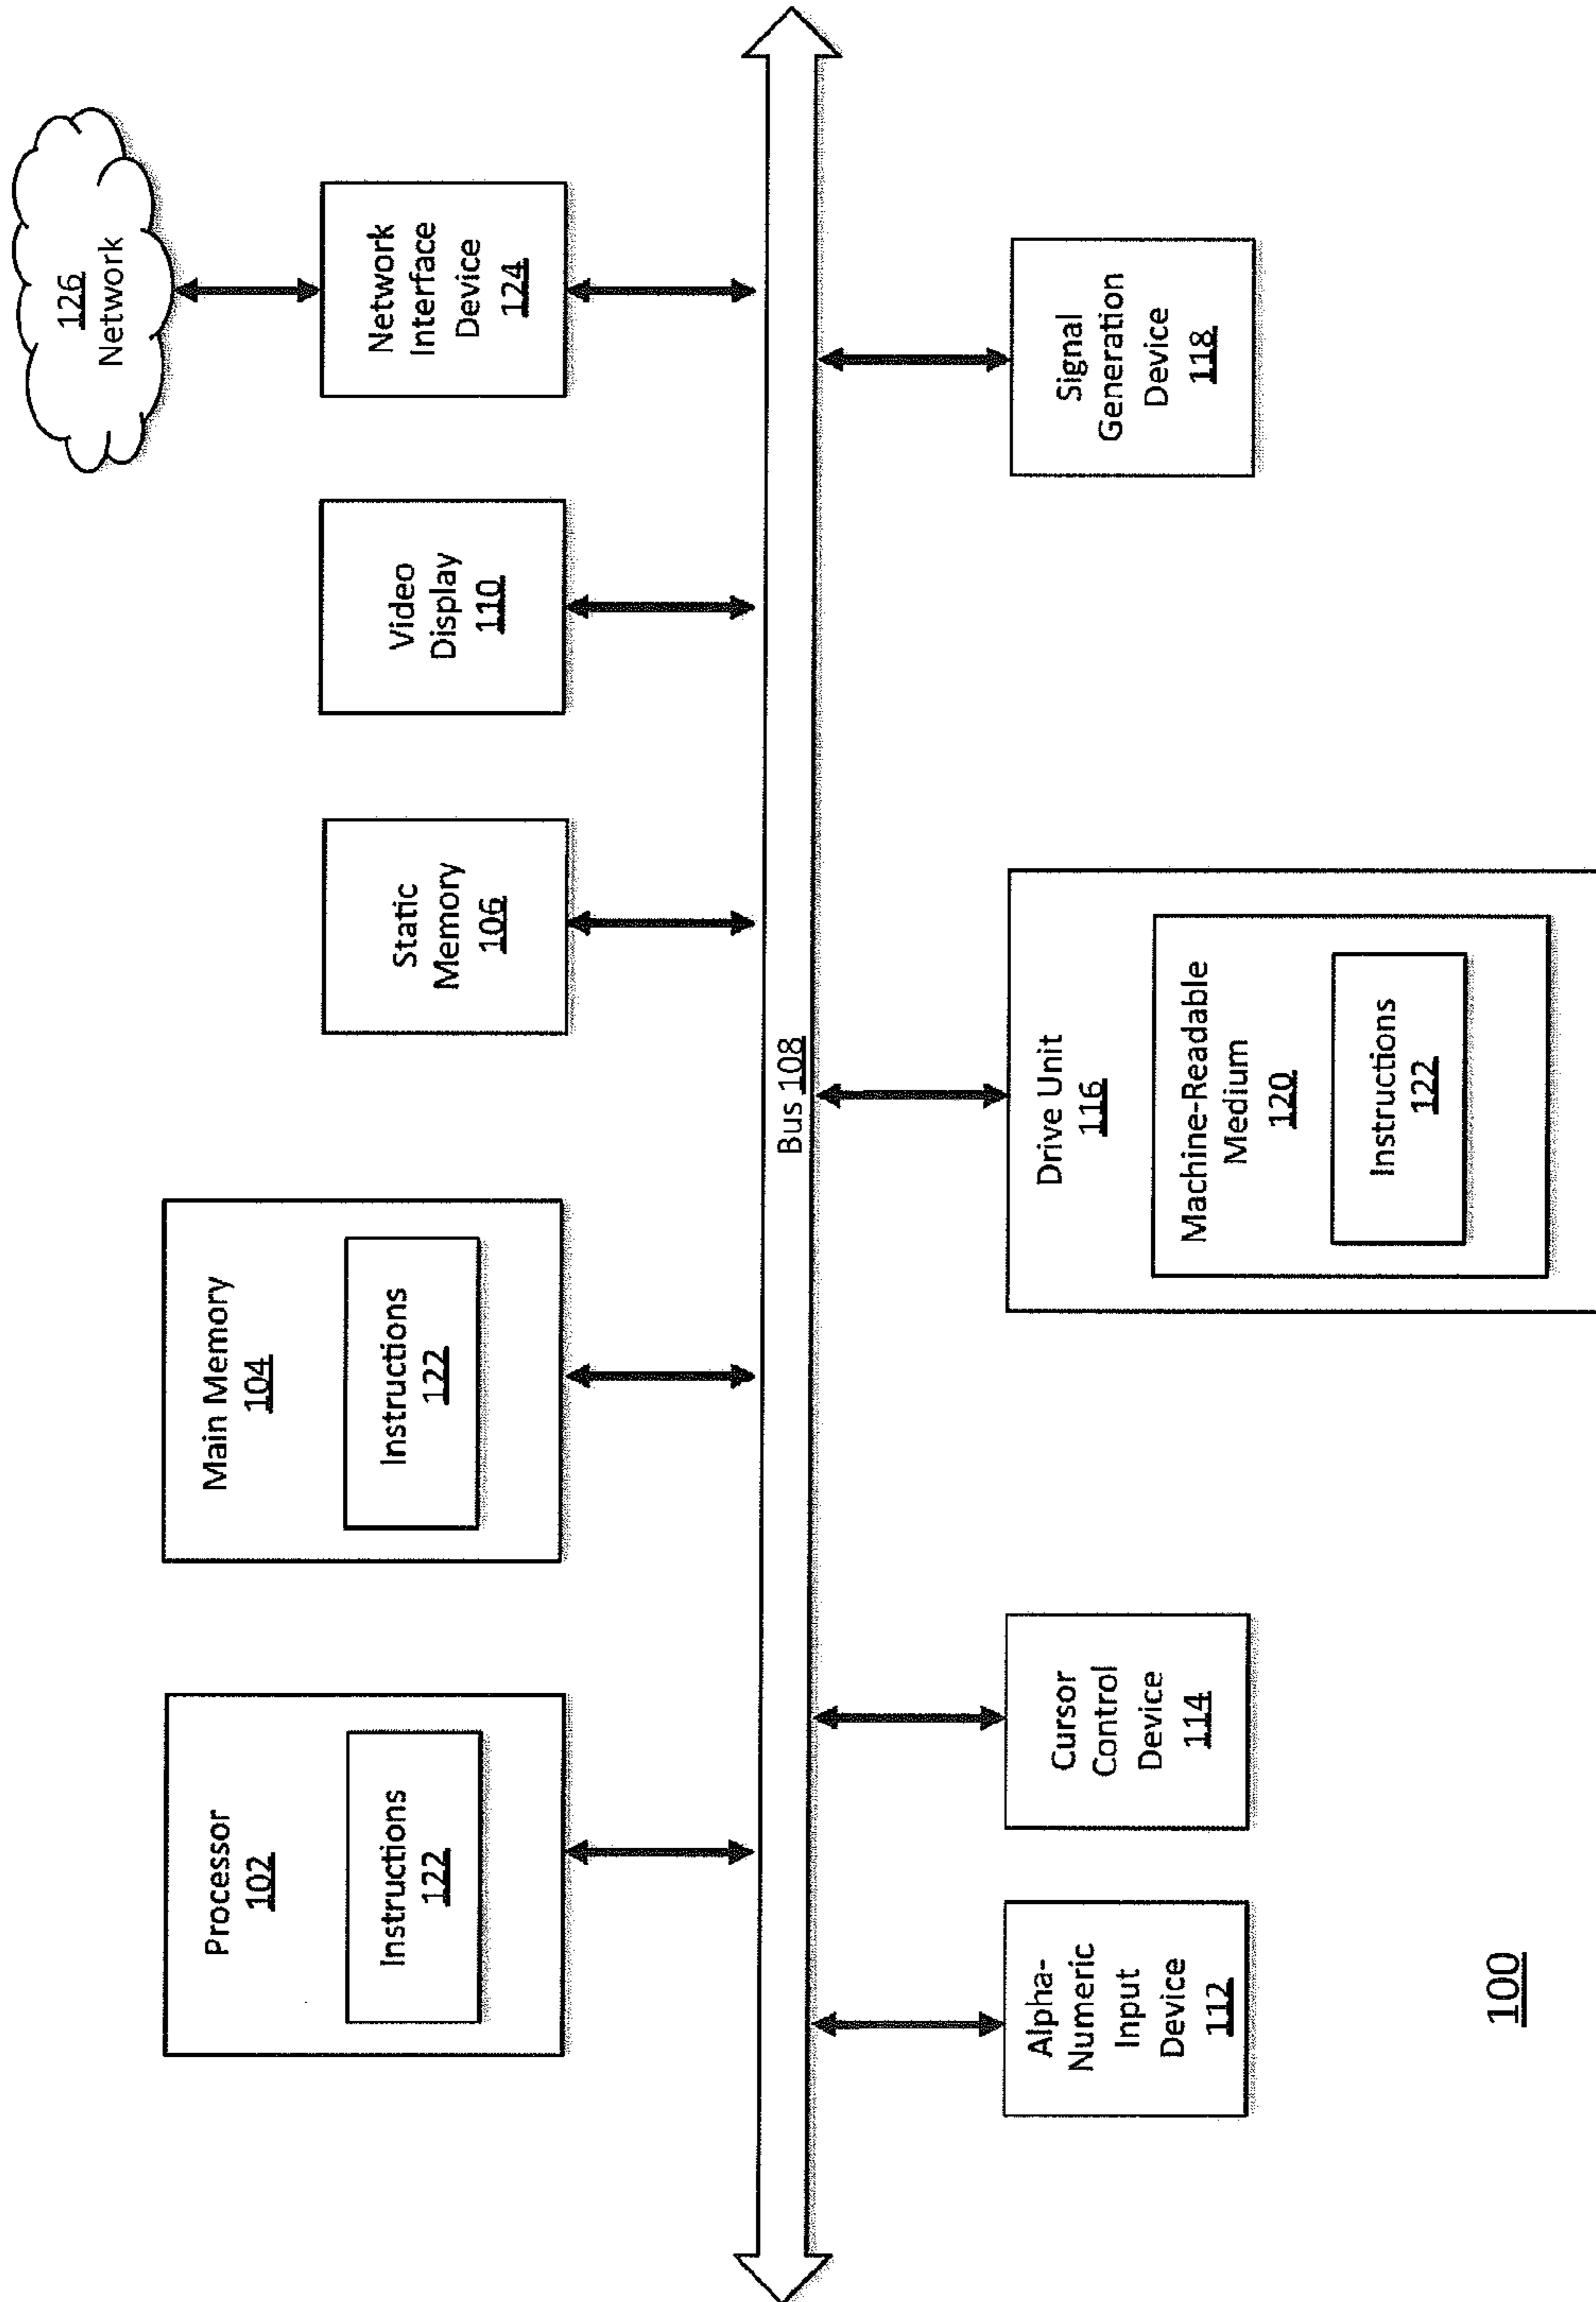 Processor
102
Instructions
122
Main Memory
104
Instructions
122
Static
Memory
106
Video
Display
110
Network
Interface
Device
124
126
Network
Bus 108
Alpha-
Numeric
Input
Device
112
Cursor
Control
Device
114
Drive Unit
116
Machine-Readable
Medium
120
Instructions
122
Signal
Generation
Device
118
100